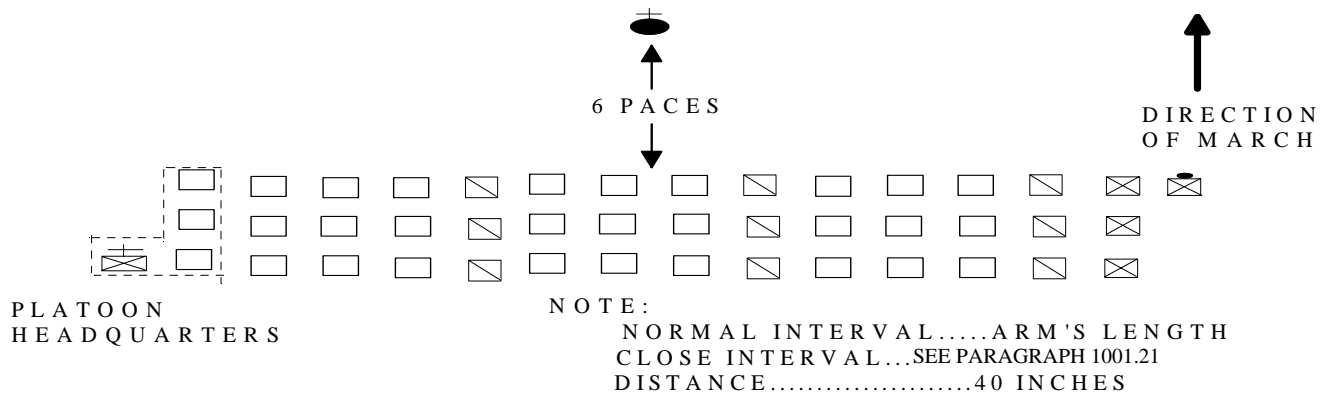 6 PACES
DIRECTION
OF MARCH
PLATOON
HEADQUARTERS
NOTE:
NORMAL INTERVAL.....ARM'S LENGTH
CLOSE INTERVAL...SEE PARAGRAPH 1001.21
DISTANCE......................40 INCHES